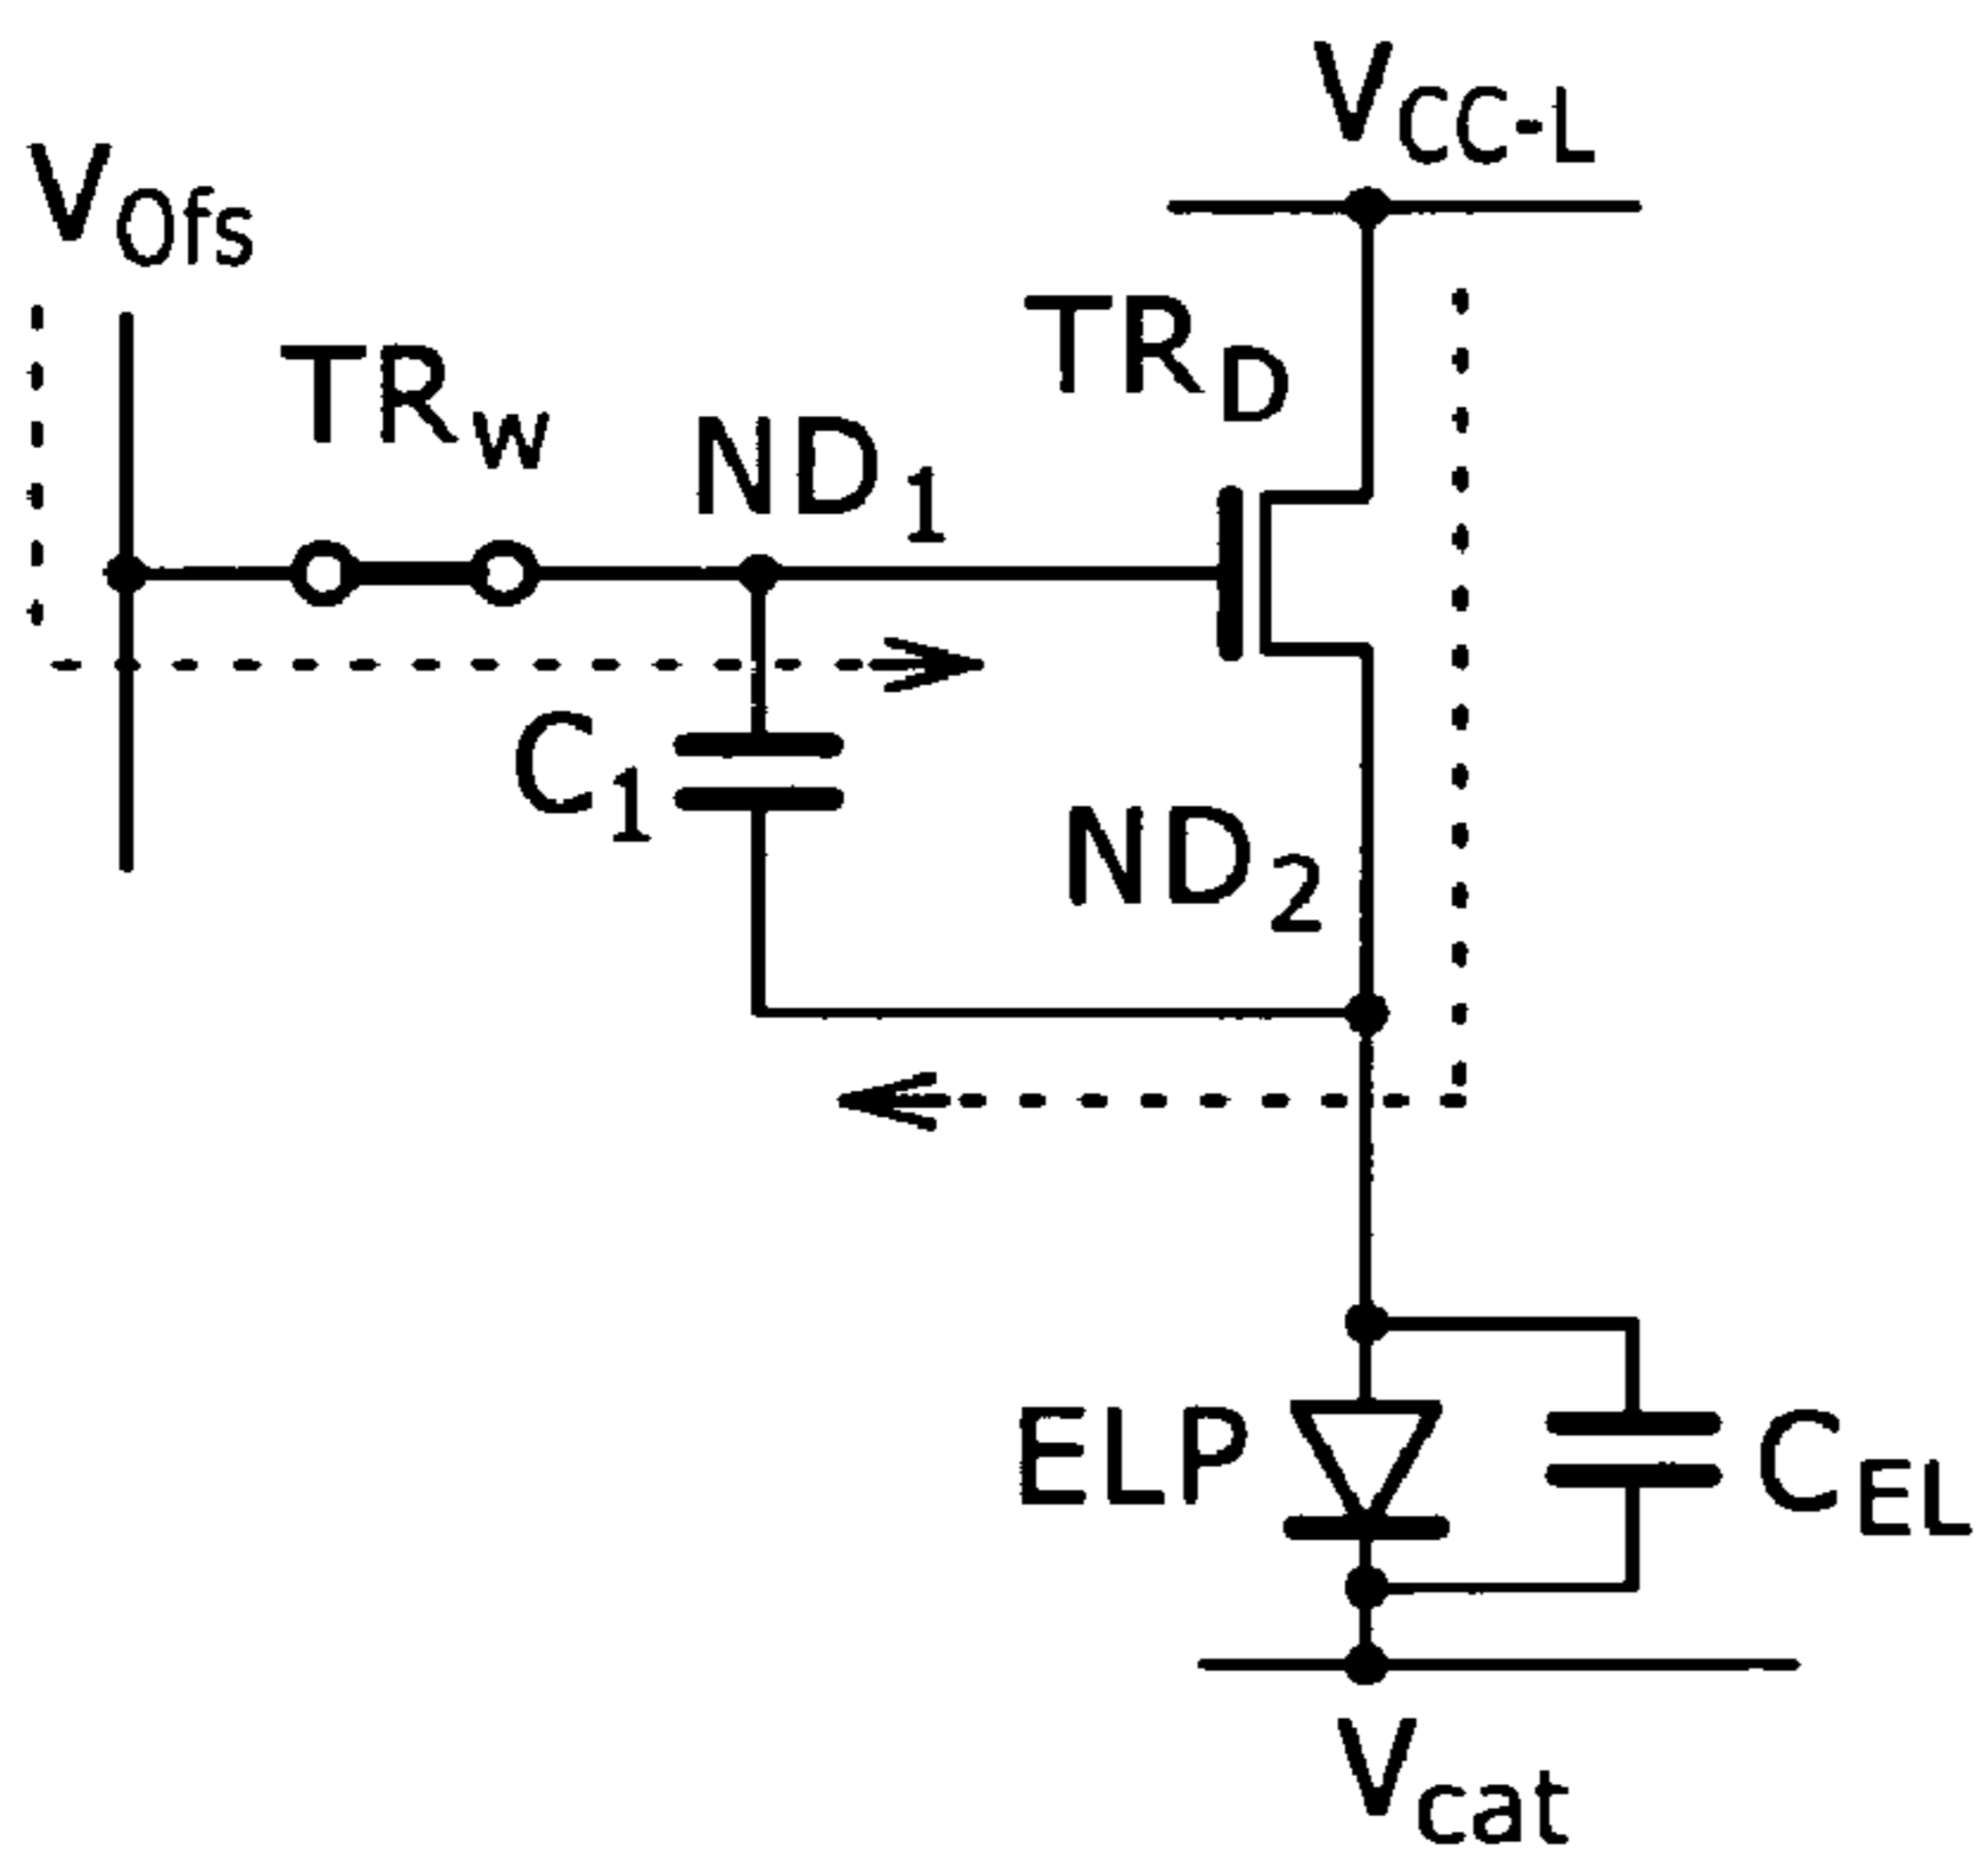 VCC-L
VOfs
TRD
TRW
ND1
C1
ND2
ELP
CEL
Vcat